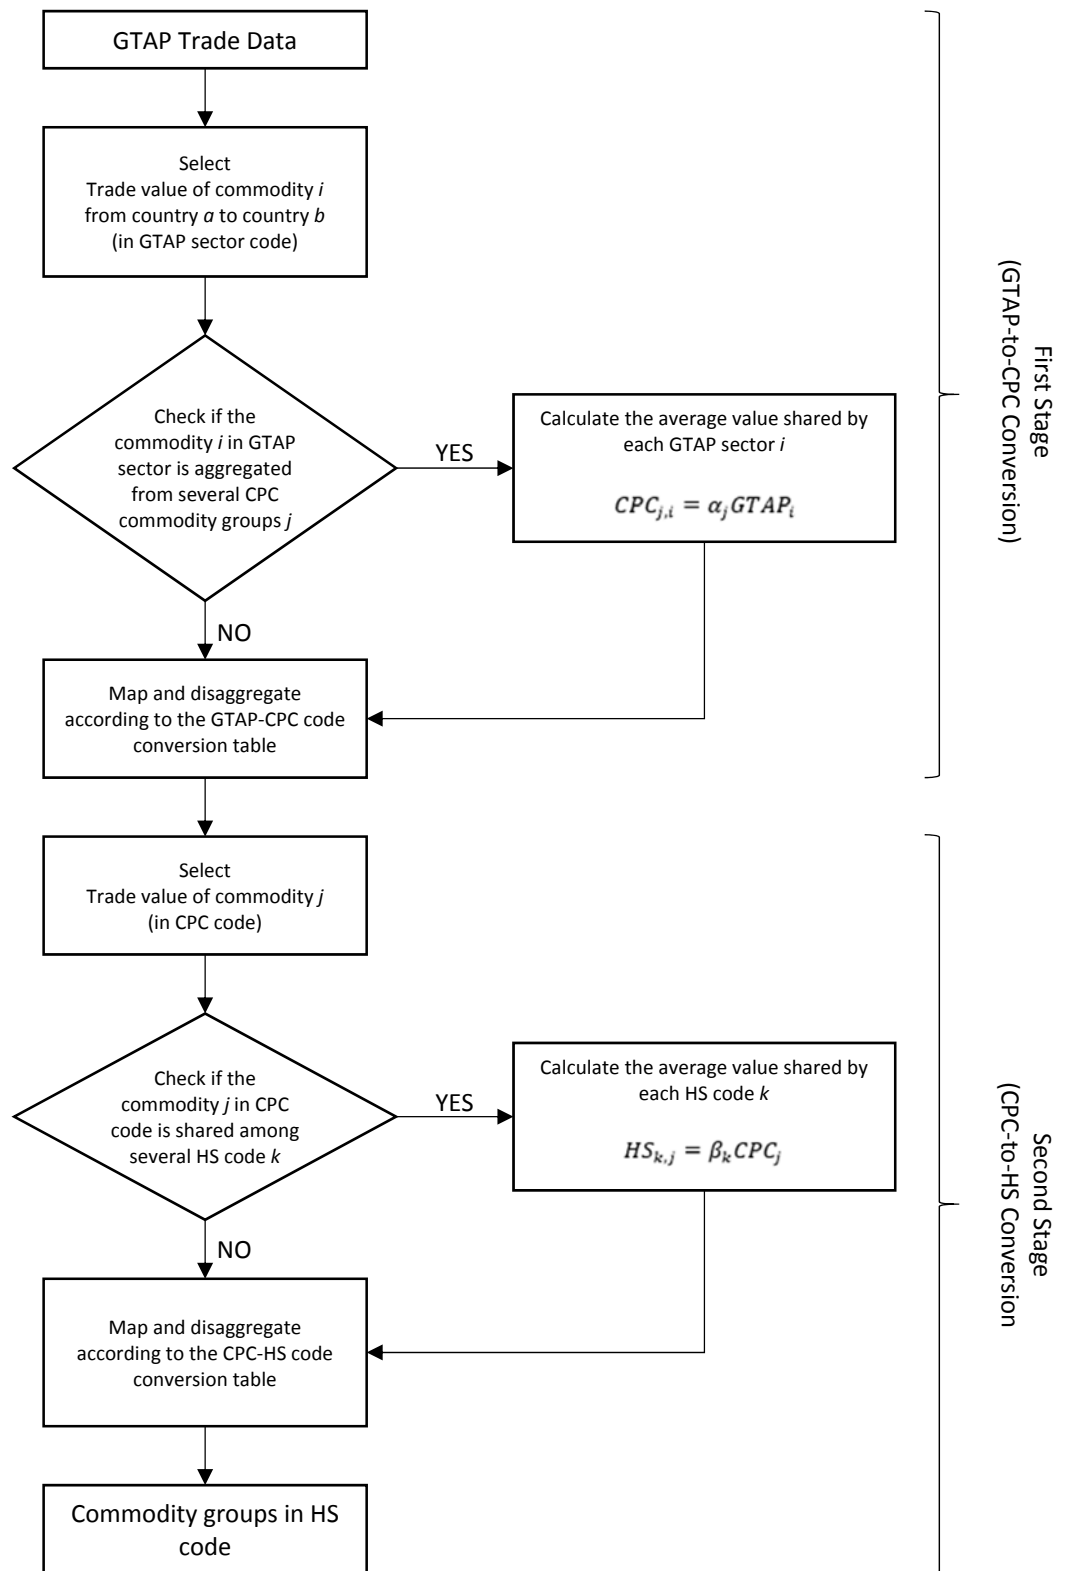 GTAP Trade Data
Select
Trade value of commodity i
from country a to country b
(in GTAP sector code)
Check if the
commodity i in GTAP
sector is aggregated
from several CPC
commodity groups j
YES
Calculate the average value shared by
each GTAP sector i
CPC_{j,i} = α_j GTAP_i
NO
Map and disaggregate
according to the GTAP-CPC code
conversion table
First Stage
(GTAP-to-CPC Conversion)
Select
Trade value of commodity j
(in CPC code)
Check if the
commodity j in CPC
code is shared among
several HS code k
YES
Calculate the average value shared by
each HS code k
HS_{k,j} = β_k CPC_j
NO
Map and disaggregate
according to the CPC-HS code
conversion table
Commodity groups in HS
code
Second Stage
(CPC-to-HS Conversion